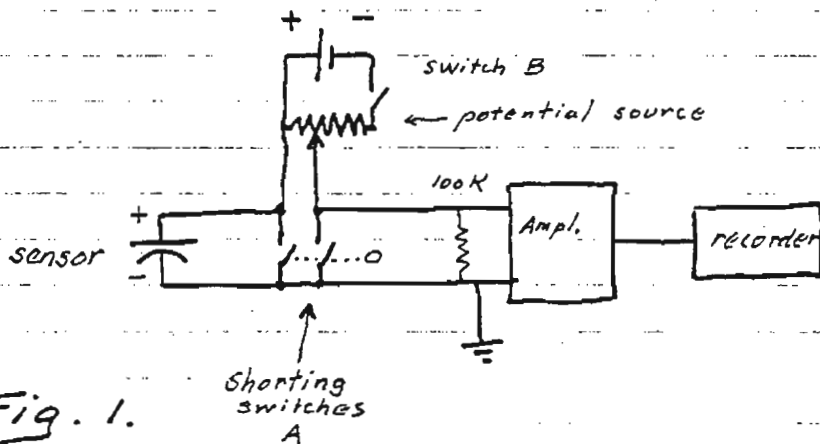 + -
switch B
potential source
100K
Ampl.
recorder
+
sensor
-
Shorting
switches
A
Fig. 1.